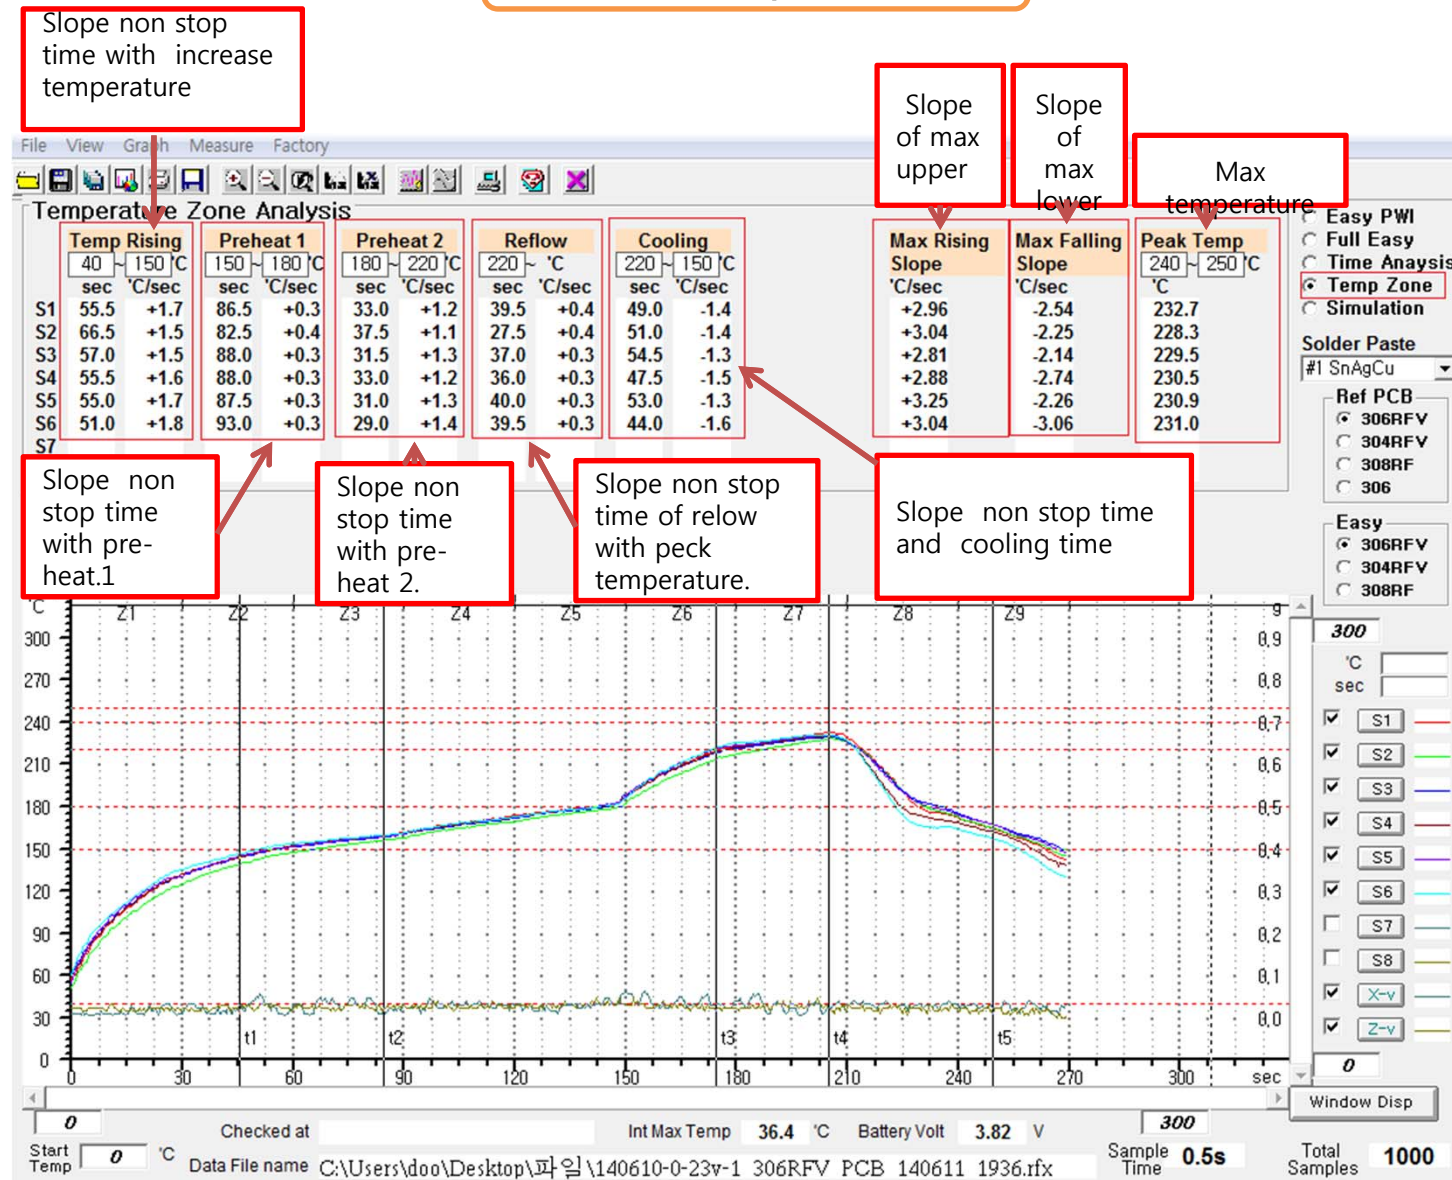 Slope non stop
time with increase
temperature
Slope
of max
upper
Slope
of
max
lower
Max
temperature
File View Graph Measure Factory
Temperature Zone Analysis
Temp Rising Preheat 1 Preheat 2 Reflow Cooling Max Rising Slope Max Falling Slope Peak Temp
40 ~ 150 'C 150 ~ 180 'C 180 ~ 220 'C 220 ~ 'C 220 ~ 150 'C 240 ~ 250 'C
sec 'C/sec sec 'C/sec sec 'C/sec sec 'C/sec sec 'C/sec 'C/sec 'C/sec 'C
S1 55.5 +1.7 86.5 +0.3 33.0 +1.2 39.5 +0.4 49.0 -1.4 +2.96 -2.54 232.7
S2 66.5 +1.5 82.5 +0.4 37.5 +1.1 27.5 +0.4 51.0 -1.4 +3.04 -2.25 228.3
S3 57.0 +1.5 88.0 +0.3 31.5 +1.3 37.0 +0.3 54.5 -1.3 +2.81 -2.14 229.5
S4 55.5 +1.6 88.0 +0.3 33.0 +1.2 36.0 +0.3 47.5 -1.5 +2.88 -2.74 230.5
S5 55.0 +1.7 87.5 +0.3 31.0 +1.3 40.0 +0.3 53.0 -1.3 +3.25 -2.26 230.9
S6 51.0 +1.8 93.0 +0.3 29.0 +1.4 39.5 +0.3 44.0 -1.6 +3.04 -3.06 231.0
S7
Easy PWI
Full Easy
Time Anaysis
Temp Zone
Simulation
Solder Paste
#1 SnAgCu
Ref PCB
306RFV
304RFV
308RF
306
Easy
306RFV
304RFV
308RF
Slope non
stop time
with pre-
heat.1
Slope non
stop time
with pre-
heat 2.
Slope non stop
time of relow
with peck
temperature.
Slope non stop time
and cooling time
'C Z1 Z2 Z3 Z4 Z5 Z6 Z7 Z8 Z9 9
300 0,9
270 0,8
240 0,7
210 0,6
180 0,5
150 0,4
120 0,3
90 0,2
60 0,1
30 0,0
t1 t2 t3 t4 t5
0
0 30 60 90 120 150 180 210 240 270 300 sec
300
'C
sec
S1
S2
S3
S4
S5
S6
S7
S8
X-v
Z-v
0
Window Disp
0 Checked at Int Max Temp 36.4 'C Battery Volt 3.82 V 300
Start Temp 0 'C Data File name C:\Users\doo\Desktop\파일\140610-0-23v-1 306RFV PCB 140611 1936.rfx Sample Time 0.5s Total Samples 1000